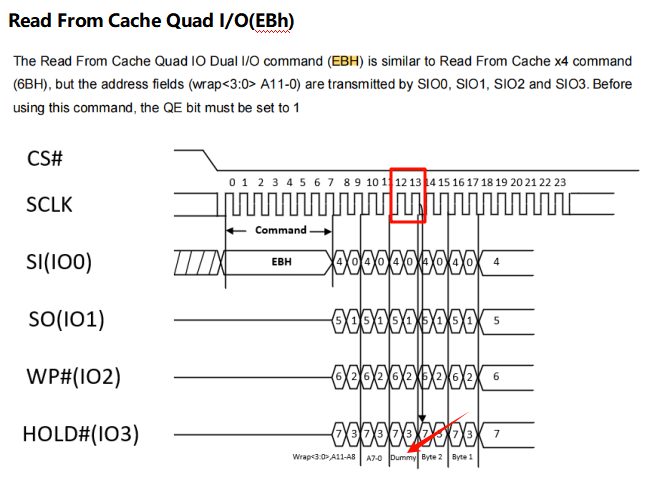 Read From Cache Quad I/O(EBh)
The Read From Cache Quad IO Dual I/O command (EBH) is similar to Read From Cache x4 command
(6BH), but the address fields (wrap<3:0> A11-0) are transmitted by SIO0, SIO1, SIO2 and SIO3. Before
using this command, the QE bit must be set to 1
CS#
0 1 2 3 4 5 6 7 8 9 10 11 12 13 14 15 16 17 18 19 20 21 22 23
SCLK
Command
SI(IO0) EBH 4 0 4 0 4 0 4 0 4 0 4
SO(IO1) 5 1 5 1 5 1 5 1 5 1 5
WP#(IO2) 6 2 6 2 6 2 6 2 6 2 6
HOLD#(IO3) 7 3 7 3 7 3 7 3 7 3 7
Wrap<3:0>,A11-A8 A7-0 Dummy Byte 2 Byte 1